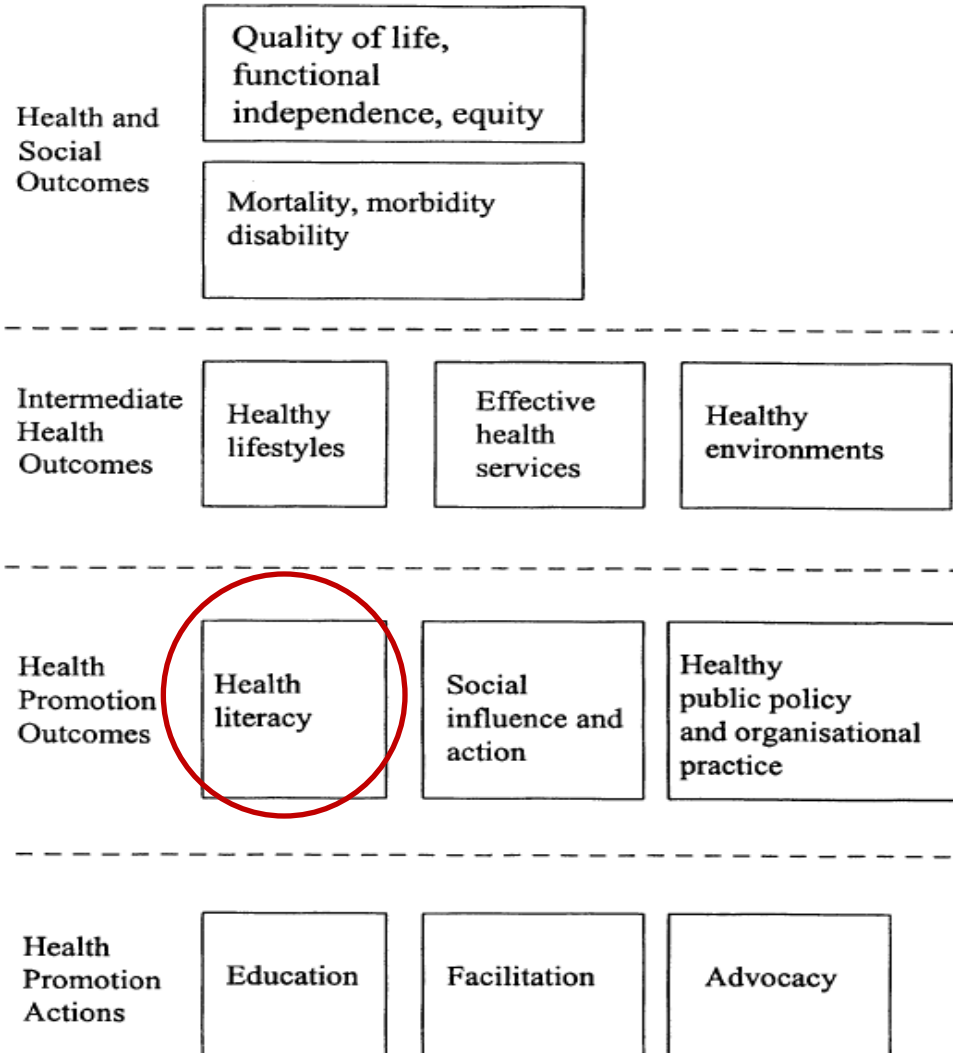 Health and
Social
Outcomes
Quality of life,
functional
independence, equity
Mortality, morbidity
disability
Intermediate
Health
Outcomes
Healthy
lifestyles
Effective
health
services
Healthy
environments
Health
Promotion
Outcomes
Health
literacy
Social
influence and
action
Healthy
public policy
and organisational
practice
Health
Promotion
Actions
Education
Facilitation
Advocacy